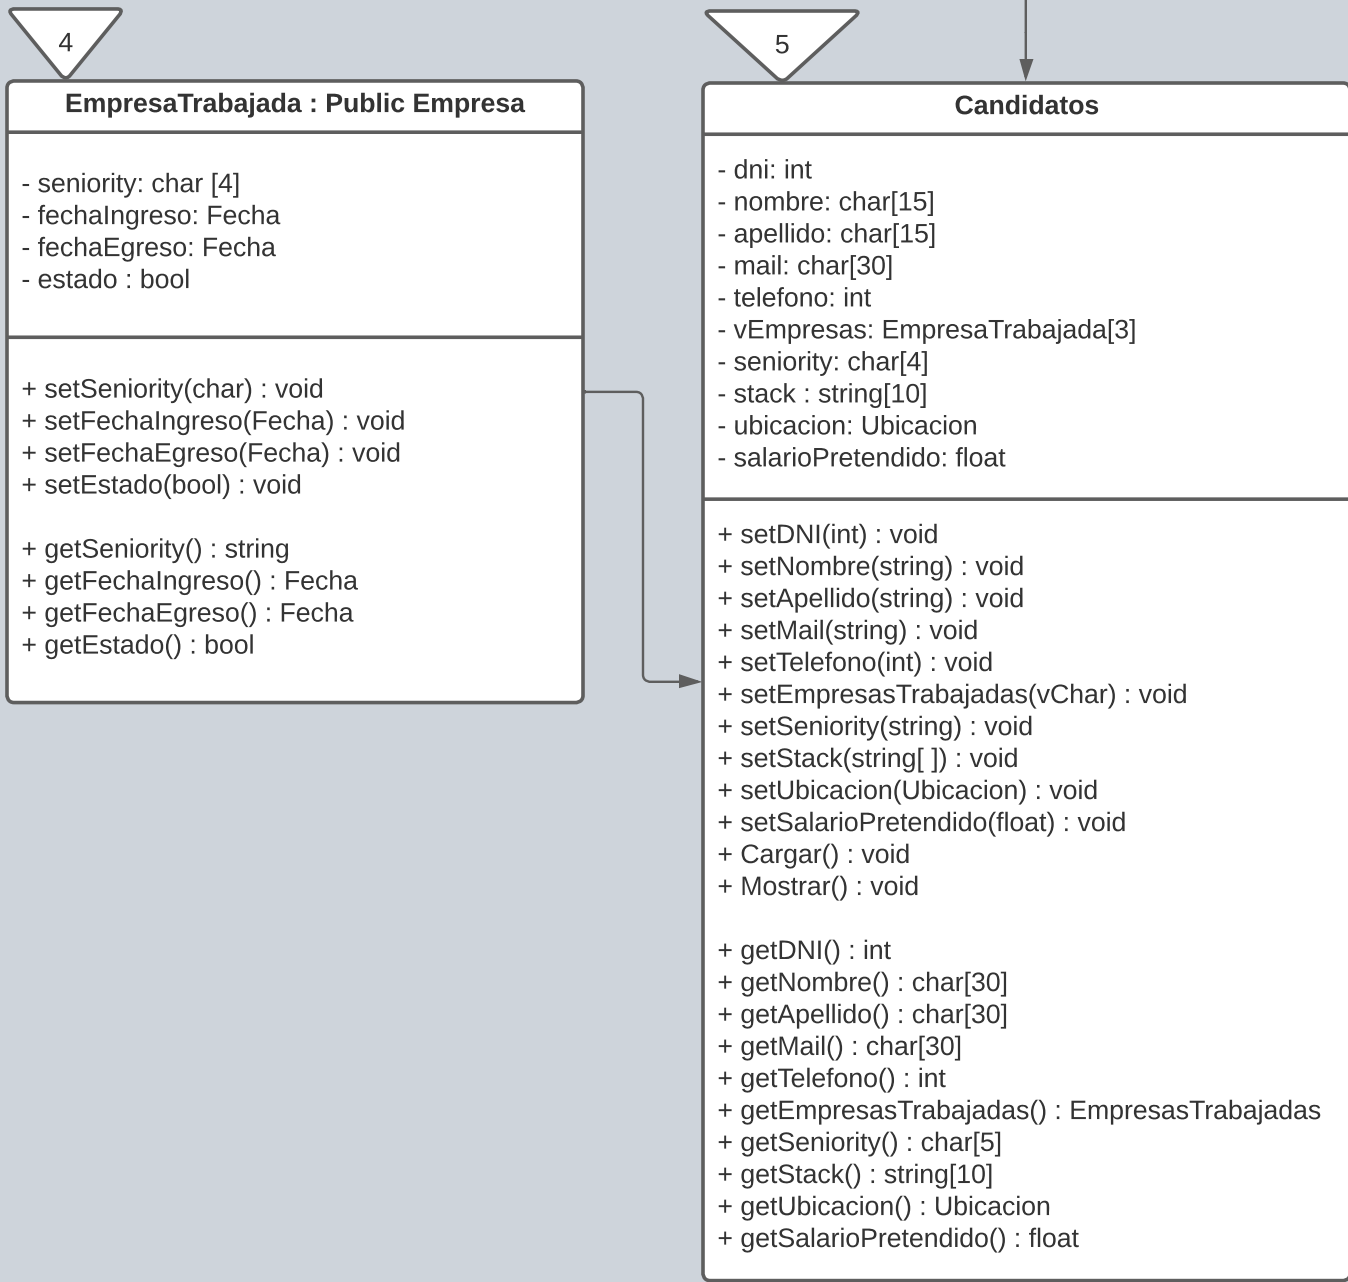 4
EmpresaTrabajada : Public Empresa
- seniority: char [4]
- fechaIngreso: Fecha
- fechaEgreso: Fecha
- estado : bool
+ setSeniority(char) : void
+ setFechaIngreso(Fecha) : void
+ setFechaEgreso(Fecha) : void
+ setEstado(bool) : void
+ getSeniority() : string
+ getFechaIngreso() : Fecha
+ getFechaEgreso() : Fecha
+ getEstado() : bool
5
Candidatos
- dni: int
- nombre: char[15]
- apellido: char[15]
- mail: char[30]
- telefono: int
- vEmpresas: EmpresaTrabajada[3]
- seniority: char[4]
- stack : string[10]
- ubicacion: Ubicacion
- salarioPretendido: float
+ setDNI(int) : void
+ setNombre(string) : void
+ setApellido(string) : void
+ setMail(string) : void
+ setTelefono(int) : void
+ setEmpresasTrabajadas(vChar) : void
+ setSeniority(string) : void
+ setStack(string[ ]) : void
+ setUbicacion(Ubicacion) : void
+ setSalarioPretendido(float) : void
+ Cargar() : void
+ Mostrar() : void
+ getDNI() : int
+ getNombre() : char[30]
+ getApellido() : char[30]
+ getMail() : char[30]
+ getTelefono() : int
+ getEmpresasTrabajadas() : EmpresasTrabajadas
+ getSeniority() : char[5]
+ getStack() : string[10]
+ getUbicacion() : Ubicacion
+ getSalarioPretendido() : float